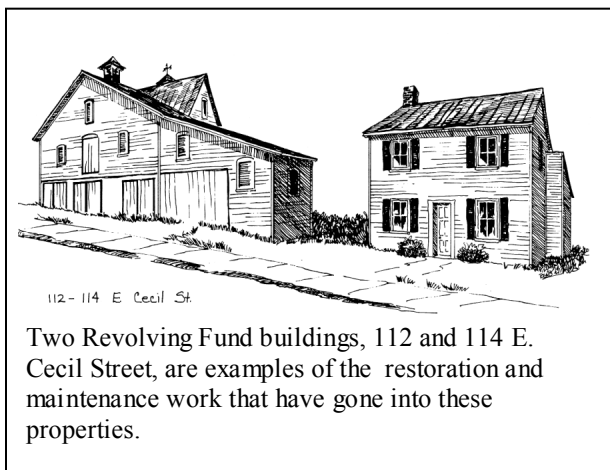 112-114 E Cecil St.
Two Revolving Fund buildings, 112 and 114 E.
Cecil Street, are examples of the restoration and
maintenance work that have gone into these
properties.